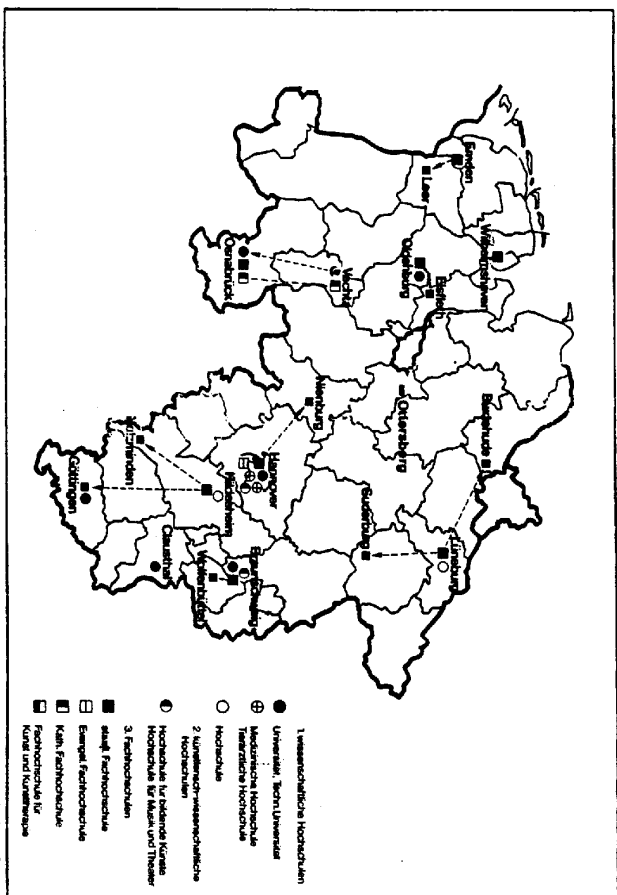 Emden
Leer
Wilhelmshaven
Oldenburg
Elsfleth
Vechta
Osnabrück
Buxtehude
Ottersberg
Nienburg
Lüneburg
Suderburg
Hannover
Hildesheim
Holzminden
Göttingen
Braunschweig
Wolfenbüttel
Clausthal
1. wissenschaftliche Hochschulen
Universität, Techn. Universität
Medizinische Hochschule
Tierärztliche Hochschule
Hochschule
2. künstlerisch-wissenschaftliche
Hochschulen
Hochschule für bildende Künste
Hochschule für Musik und Theater
3. Fachhochschulen
staatl. Fachhochschule
Evangel. Fachhochschule
Kath. Fachhochschule
Fachhochschule für
Kunst und Kunsttherapie